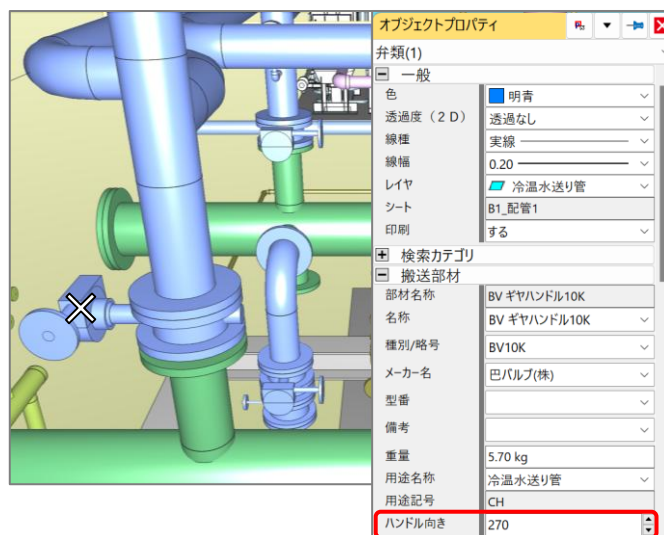 オブジェクトプロパティ
弁類(1)
一般
色 明青
透過度（２Ｄ） 透過なし
線種 実線
線幅 0.20
レイヤ 冷温水送り管
シート B1_配管1
印刷 する
検索カテゴリ
搬送部材
部材名称 BV ギヤハンドル10K
名称 BV ギヤハンドル10K
種別/略号 BV10K
メーカー名 巴バルブ(株)
型番
備考
重量 5.70 kg
用途名称 冷温水送り管
用途記号 CH
ハンドル向き 270